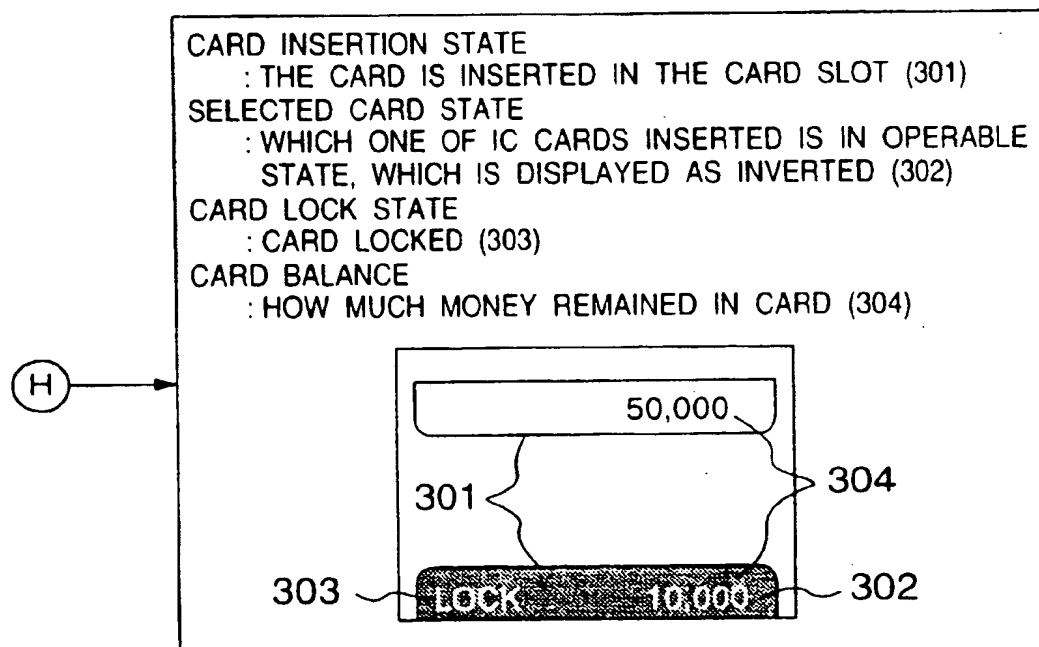 CARD INSERTION STATE
: THE CARD IS INSERTED IN THE CARD SLOT (301)
SELECTED CARD STATE
: WHICH ONE OF IC CARDS INSERTED IS IN OPERABLE
STATE, WHICH IS DISPLAYED AS INVERTED (302)
CARD LOCK STATE
: CARD LOCKED (303)
CARD BALANCE
: HOW MUCH MONEY REMAINED IN CARD (304)
H
50,000
301
304
303
LOCK 10,000
302